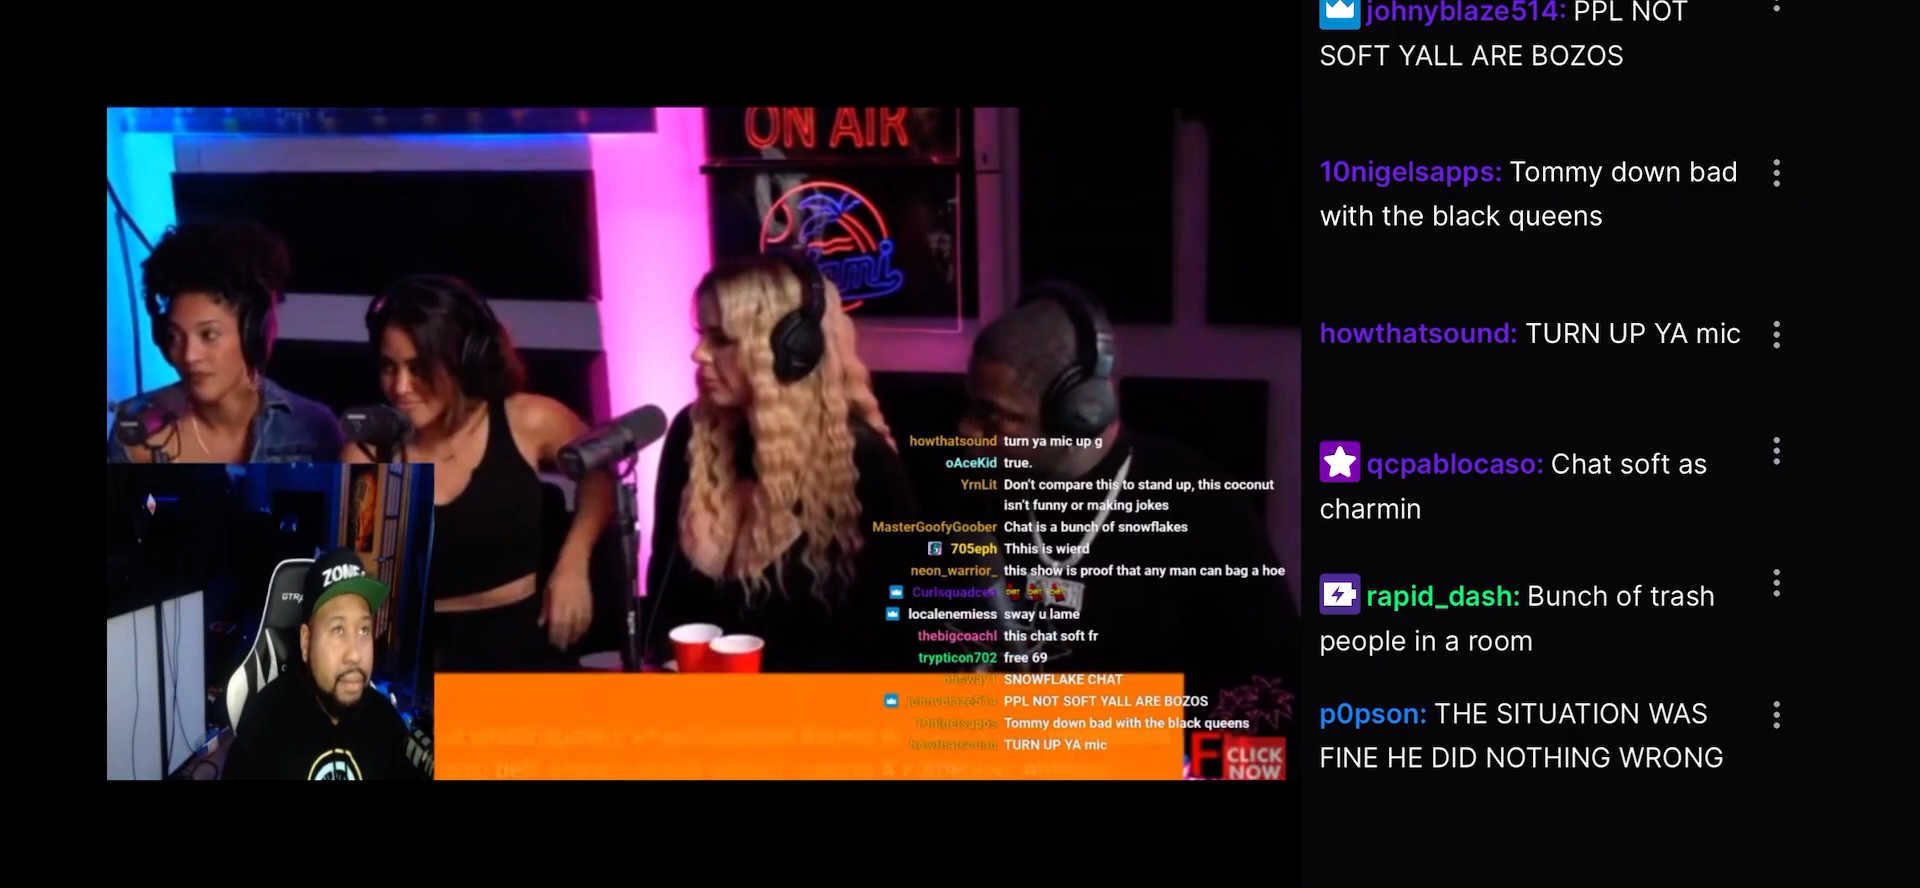 johnyblaze514: PPL NOT
SOFT YALL ARE BOZOS
10nigelsapps: Tommy down bad
with the black queens
howthatsound: TURN UP YA mic
qcpablocaso: Chat soft as
charmin
rapid_dash: Bunch of trash
people in a room
p0pson: THE SITUATION WAS
FINE HE DID NOTHING WRONG
ON AIR
ZONE
GTRA
howthatsound turn ya mic up g
oAceKid true.
YrnLit Don't compare this to stand up, this coconut
isn't funny or making jokes
MasterGoofyGoober Chat is a bunch of snowflakes
705eph Thhis is wierd
neon_warrior_ this show is proof that any man can bag a hoe
Curlsquadceo
localenemiess sway u lame
thebigcoachl this chat soft fr
trypticon702 free 69
SNOWFLAKE CHAT
johnyblaze514 PPL NOT SOFT YALL ARE BOZOS
10nigelsapps Tommy down bad with the black queens
howthatsound TURN UP YA mic
CLICK
NOW